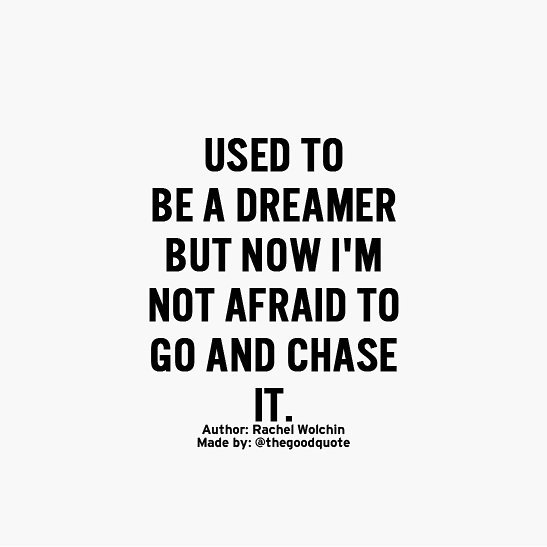 USED TO
BE A DREAMER
BUT NOW I'M
NOT AFRAID TO
GO AND CHASE
IT.
Author: Rachel Wolchin
Made by: @thegoodquote